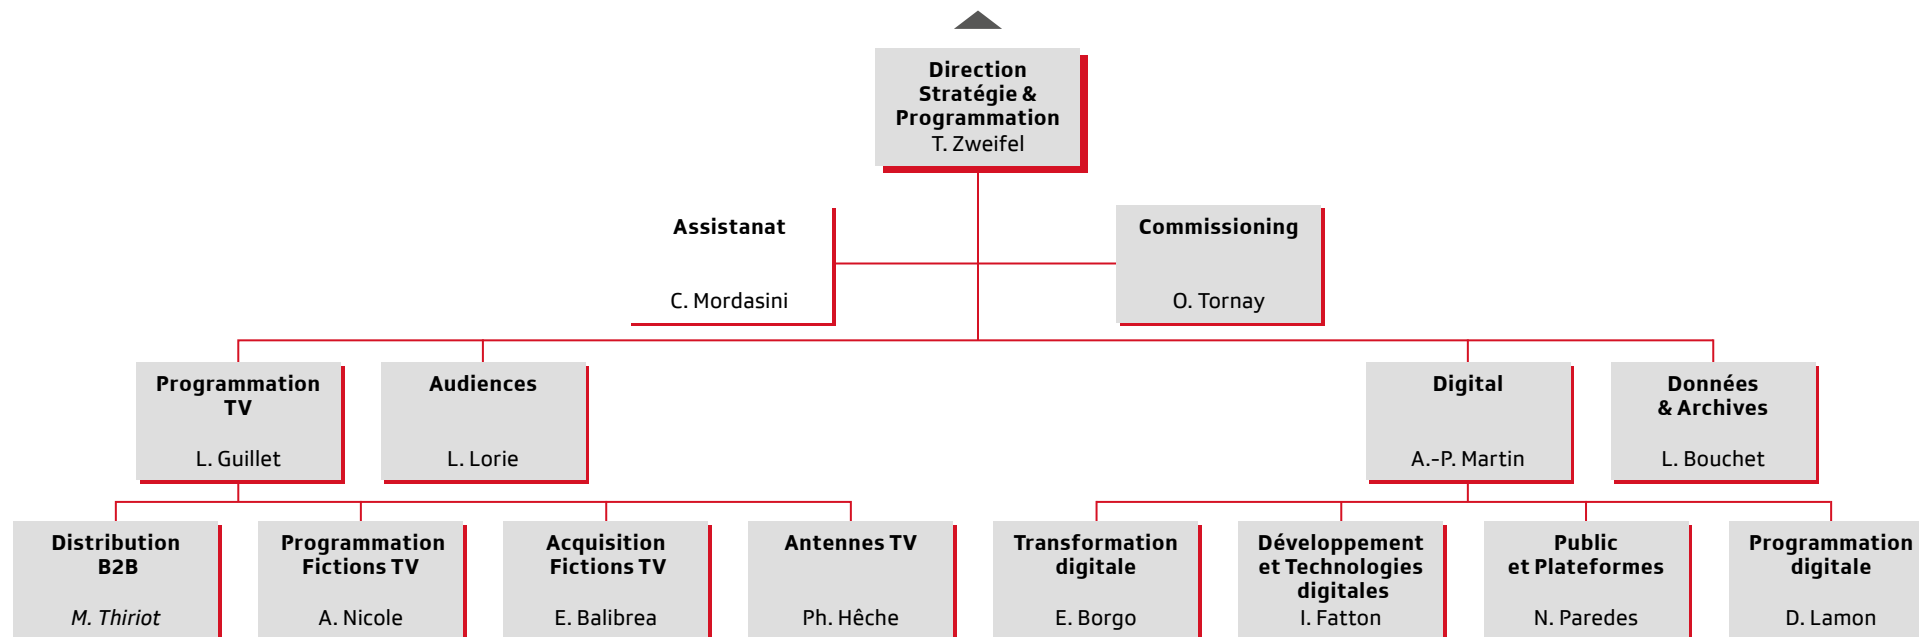 Direction
Stratégie &
Programmation
T. Zweifel
Assistanat
C. Mordasini
Commissioning
O. Tornay
Programmation
TV
L. Guillet
Audiences
L. Lorie
Digital
A.-P. Martin
Données
& Archives
L. Bouchet
Distribution
B2B
M. Thiriot
Programmation
Fictions TV
A. Nicole
Acquisition
Fictions TV
E. Balibrea
Antennes TV
Ph. Hêche
Transformation
digitale
E. Borgo
Développement
et Technologies
digitales
I. Fatton
Public
et Plateformes
N. Paredes
Programmation
digitale
D. Lamon